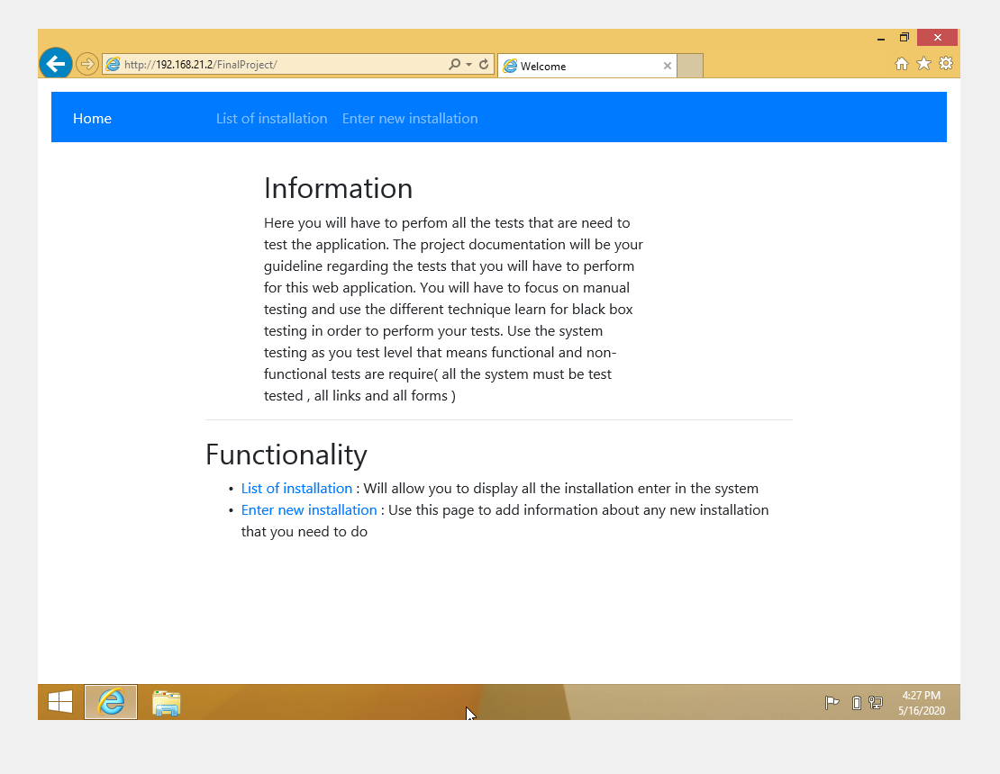 http://192.168.21.2/FinalProject/
Welcome
Home List of installation Enter new installation
Information
Here you will have to perfom all the tests that are need to
test the application. The project documentation will be your
guideline regarding the tests that you will have to perform
for this web application. You will have to focus on manual
testing and use the different technique learn for black box
testing in order to perform your tests. Use the system
testing as you test level that means functional and non-
functional tests are require( all the system must be test
tested , all links and all forms )
Functionality
• List of installation : Will allow you to display all the installation enter in the system
• Enter new installation : Use this page to add information about any new installation
that you need to do
4:27 PM
5/16/2020